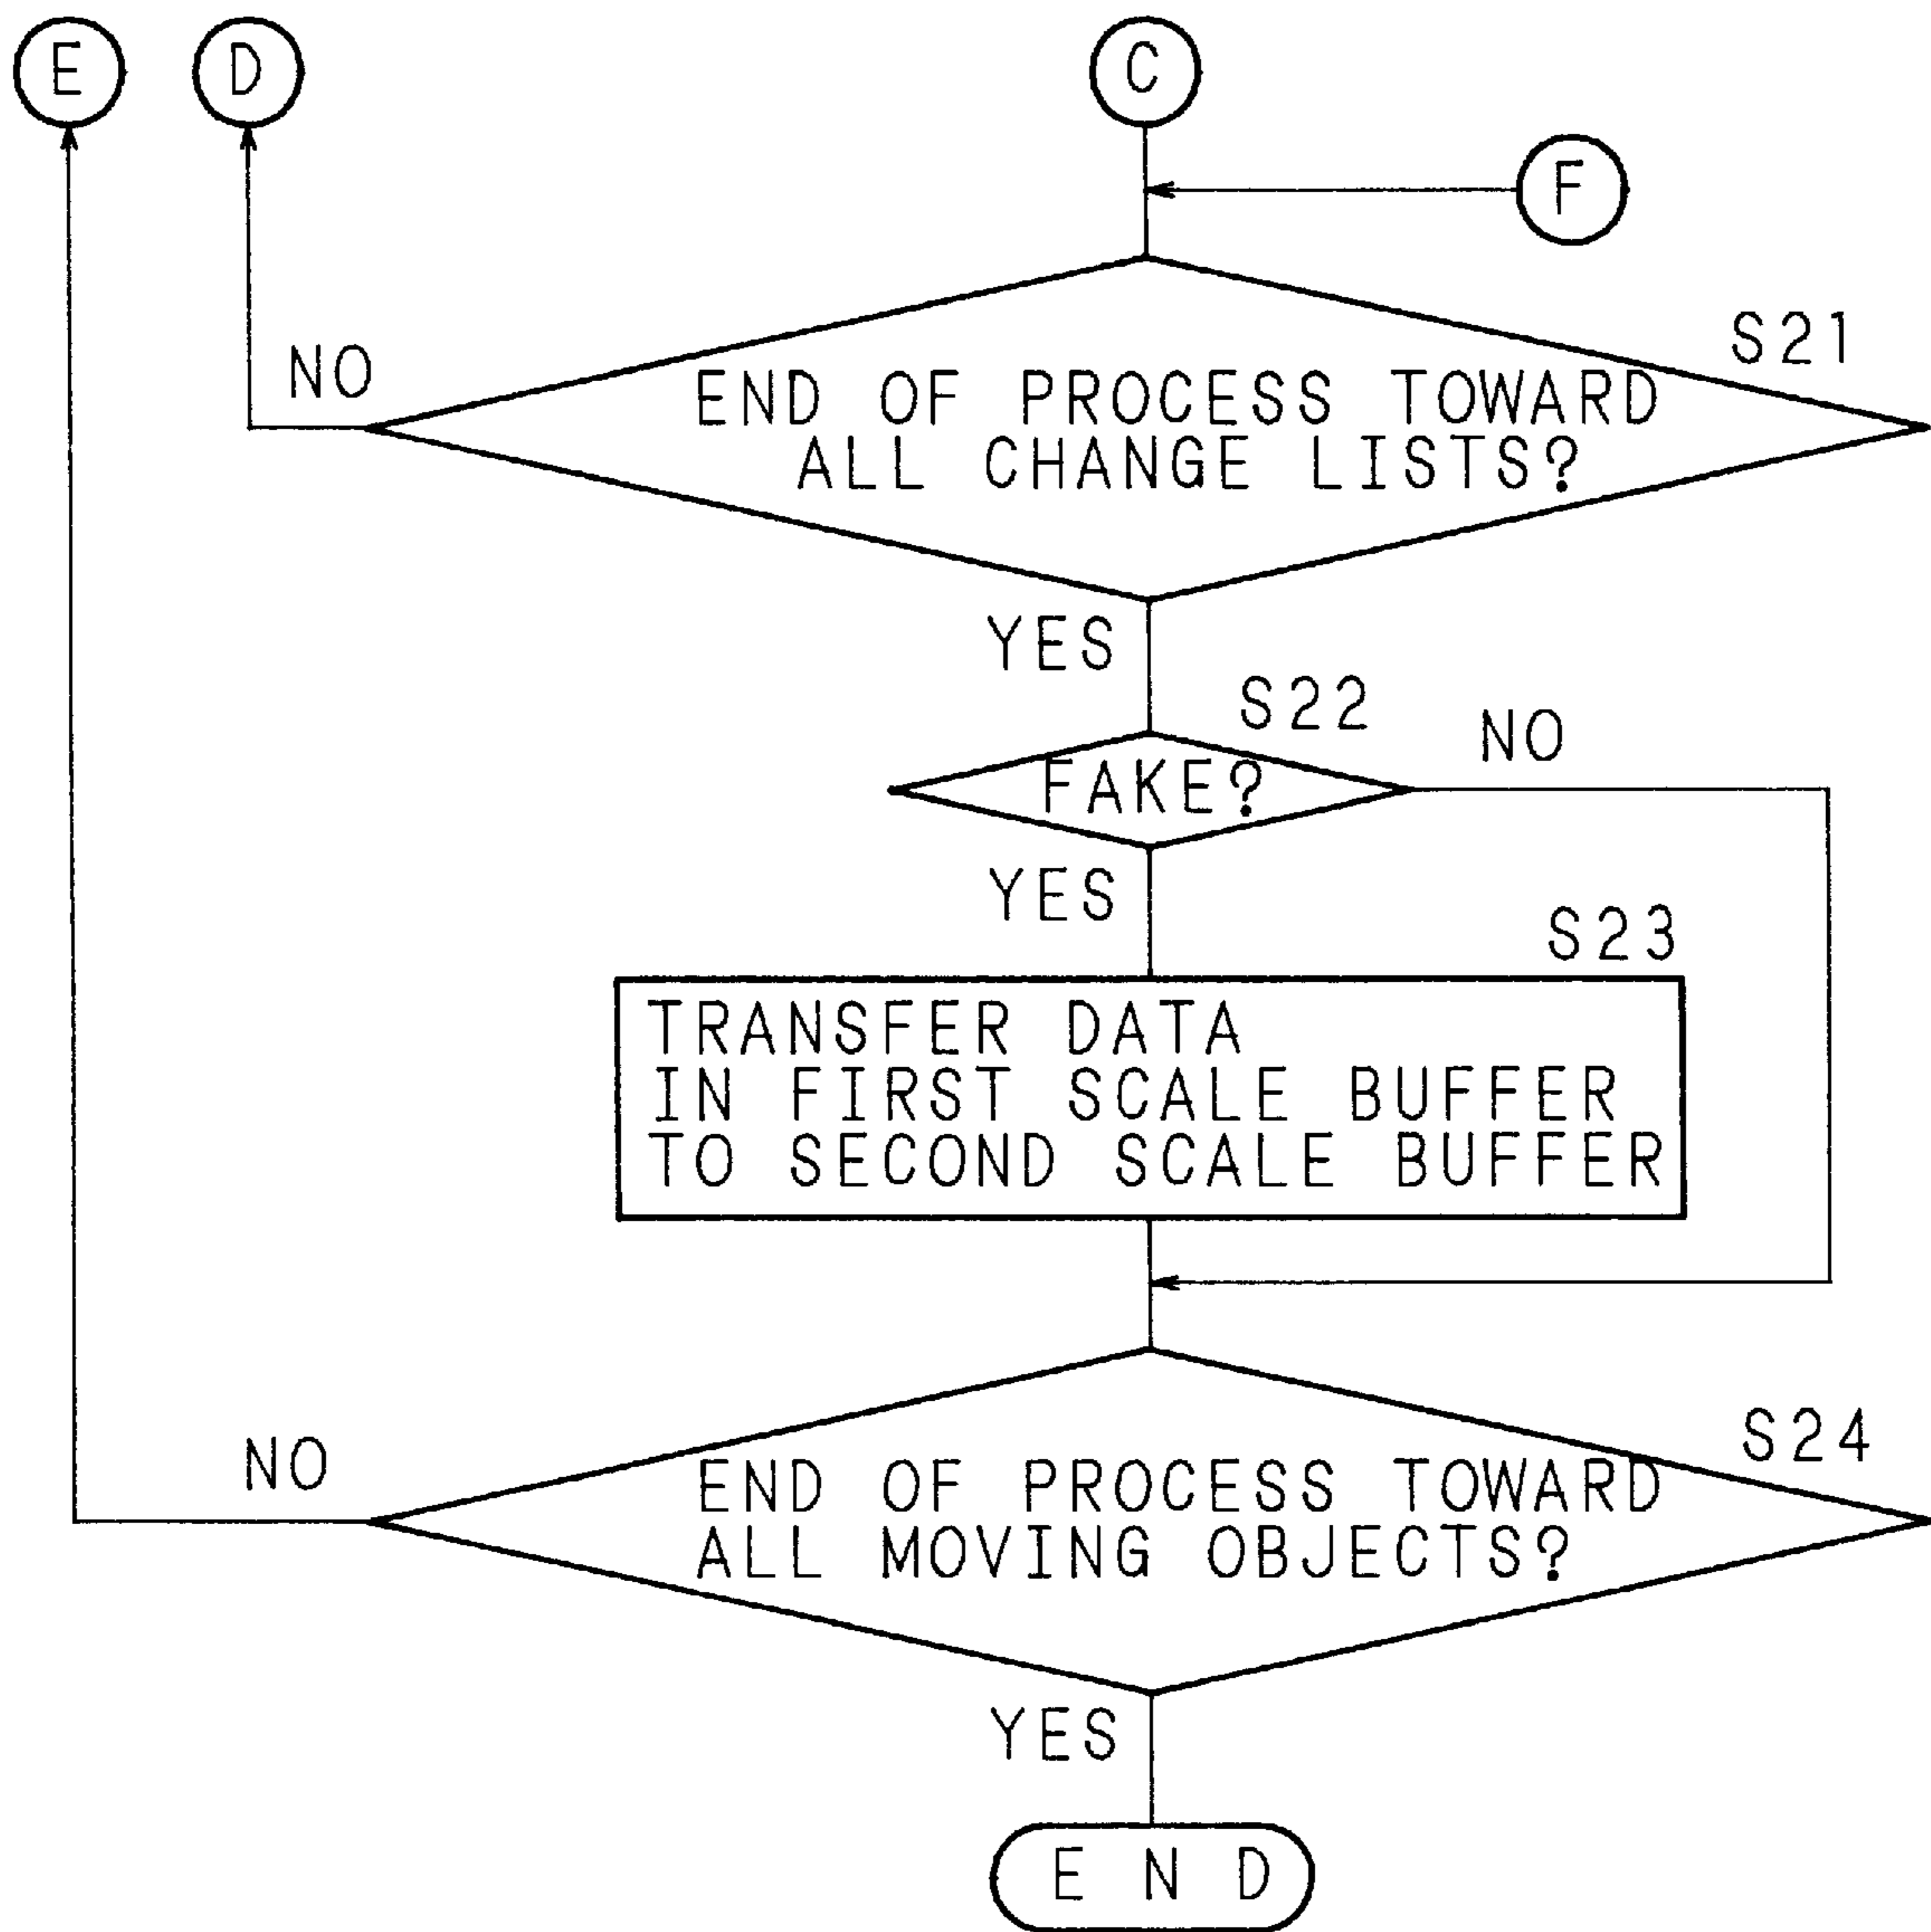 E
D
C
F
S21
NO
END OF PROCESS TOWARD
ALL CHANGE LISTS?
YES
S22
NO
FAKE?
YES
S23
TRANSFER DATA
IN FIRST SCALE BUFFER
TO SECOND SCALE BUFFER
S24
NO
END OF PROCESS TOWARD
ALL MOVING OBJECTS?
YES
END